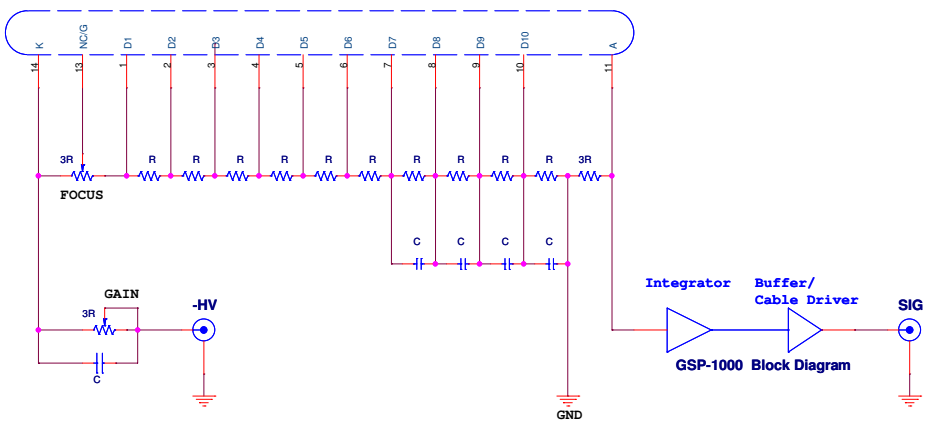 K NC/G D1 D2 D3 D4 D5 D6 D7 D8 D9 D10 A
14 13 1 2 3 4 5 6 7 8 9 10 11
3R R R R R R R R R R R 3R
FOCUS
C C C C
GAIN
3R
C
-HV
Integrator
Buffer/
Cable Driver
SIG
GSP-1000 Block Diagram
GND